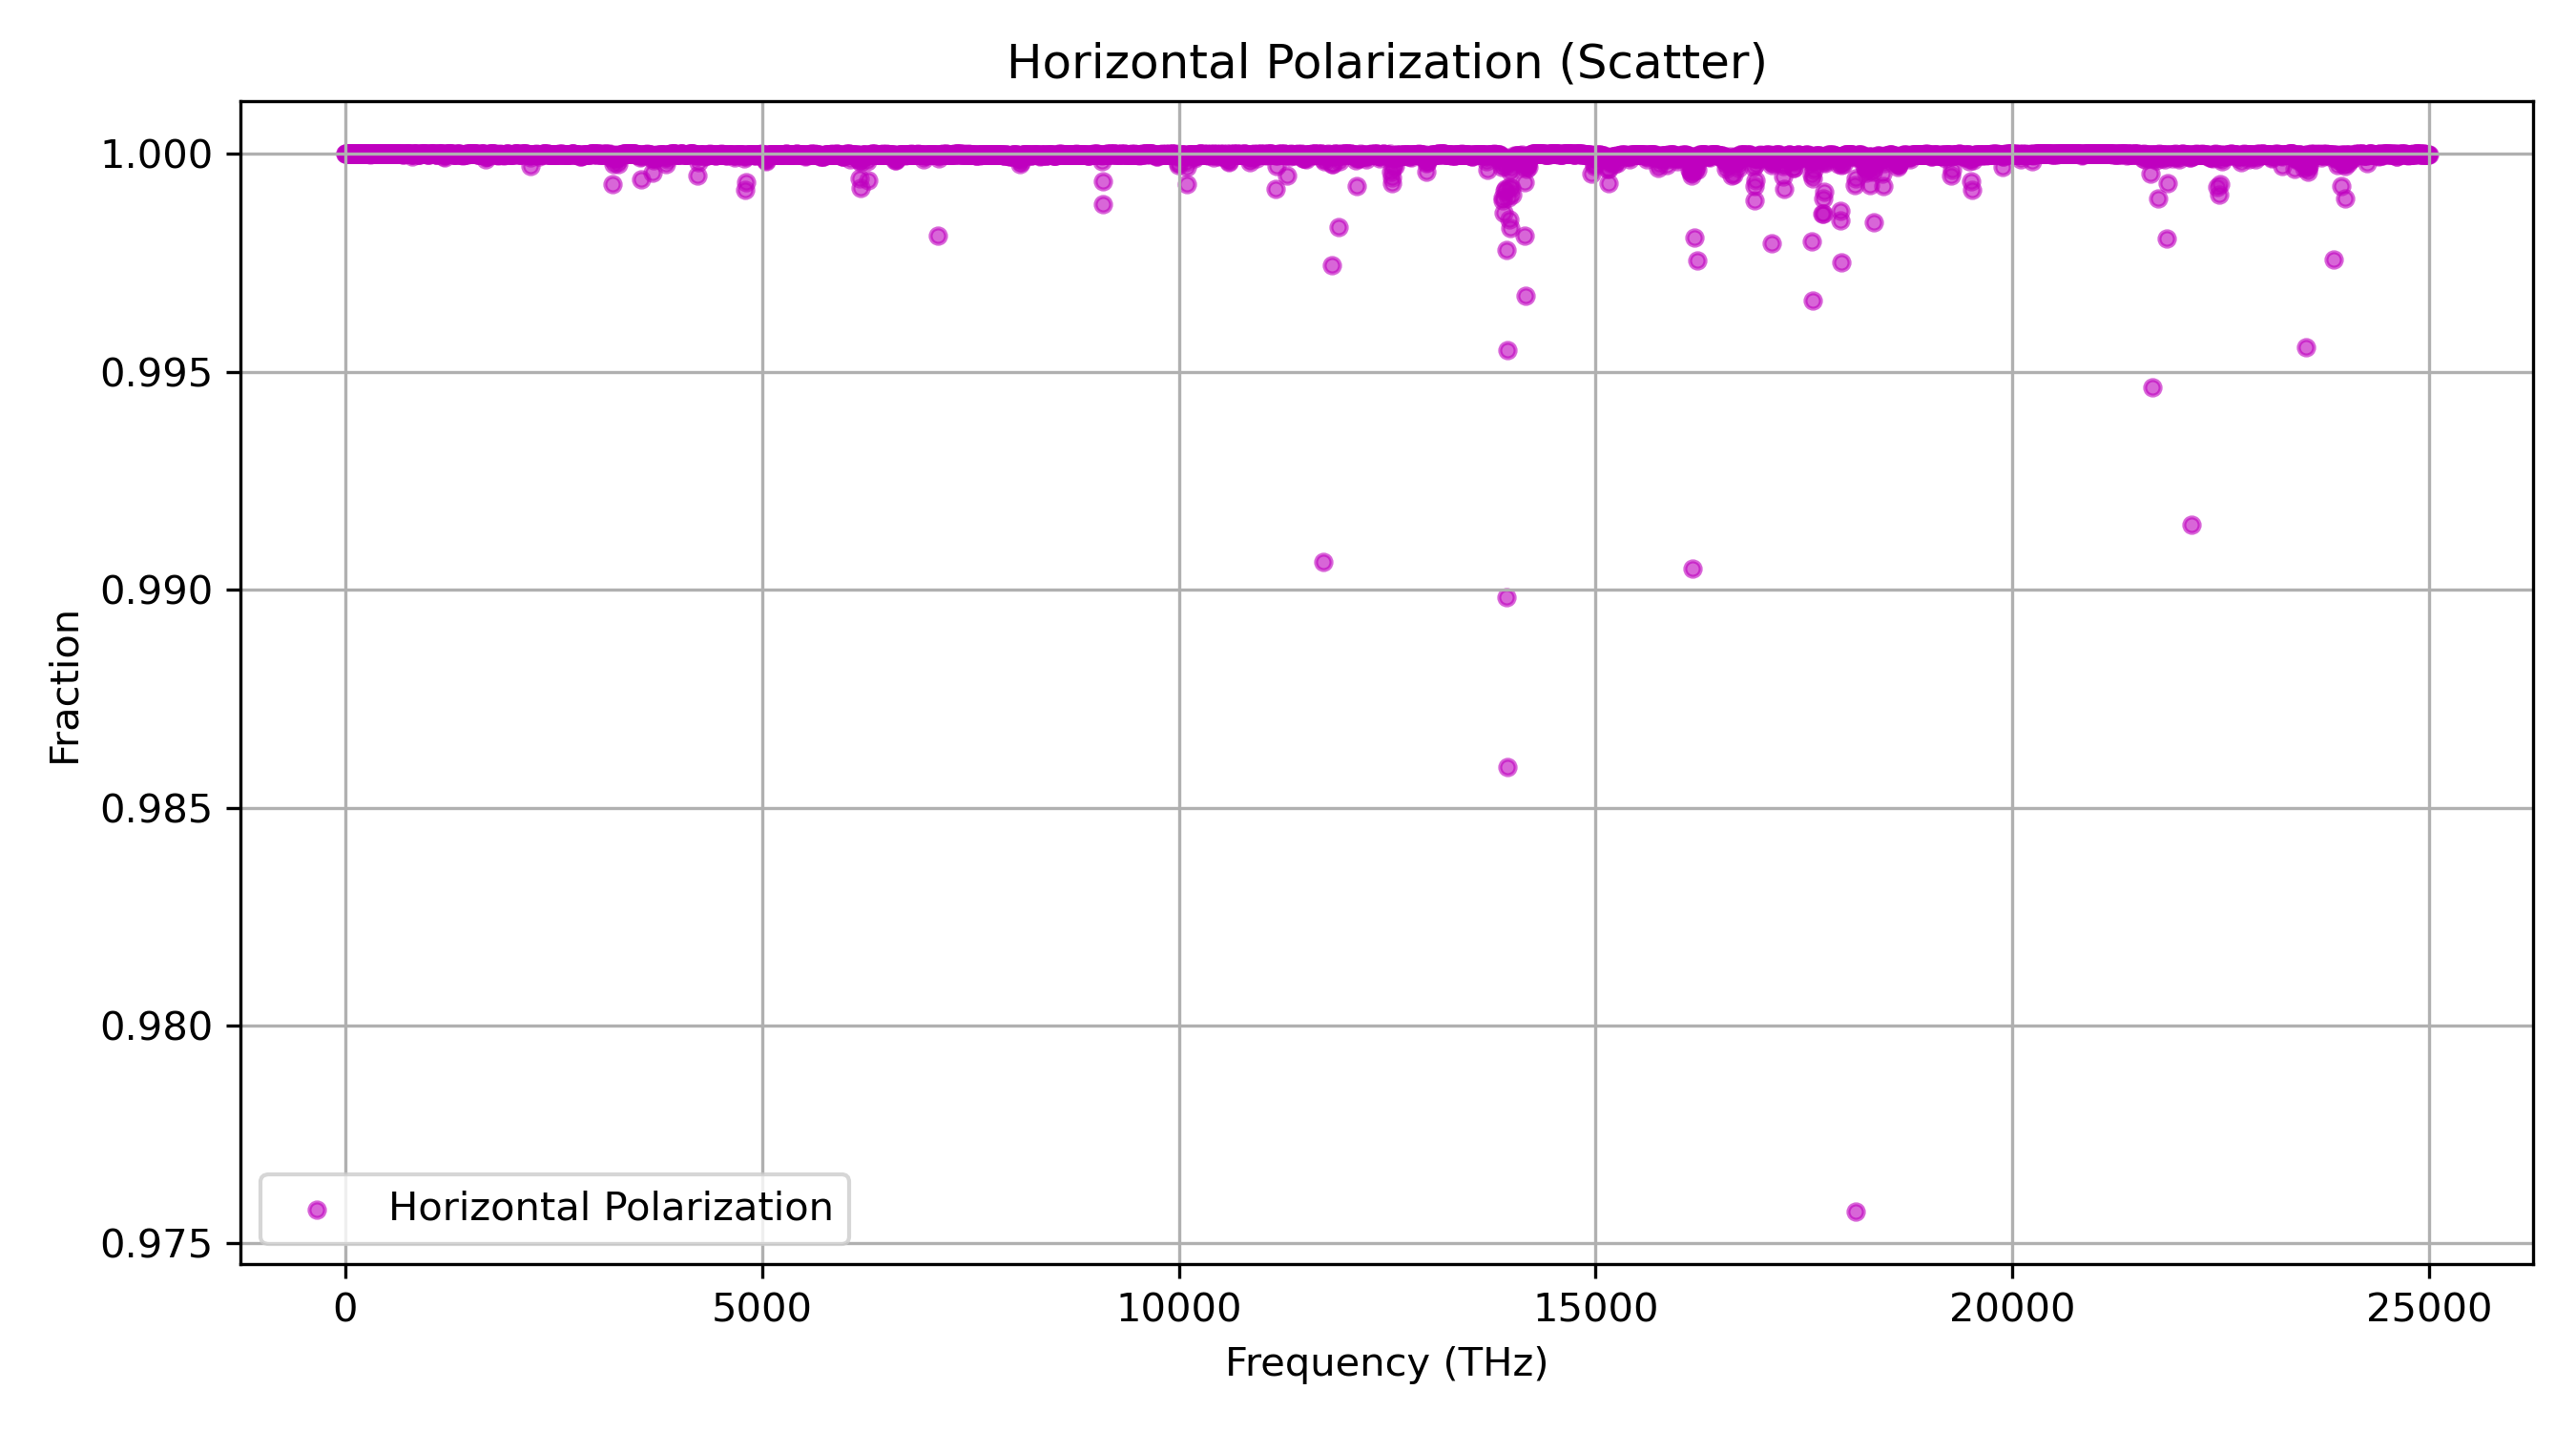 Horizontal Polarization (Scatter)
1.000
0.995
0.990
0.985
0.980
0.975
Fraction
Horizontal Polarization
0 5000 10000 15000 20000 25000
Frequency (THz)